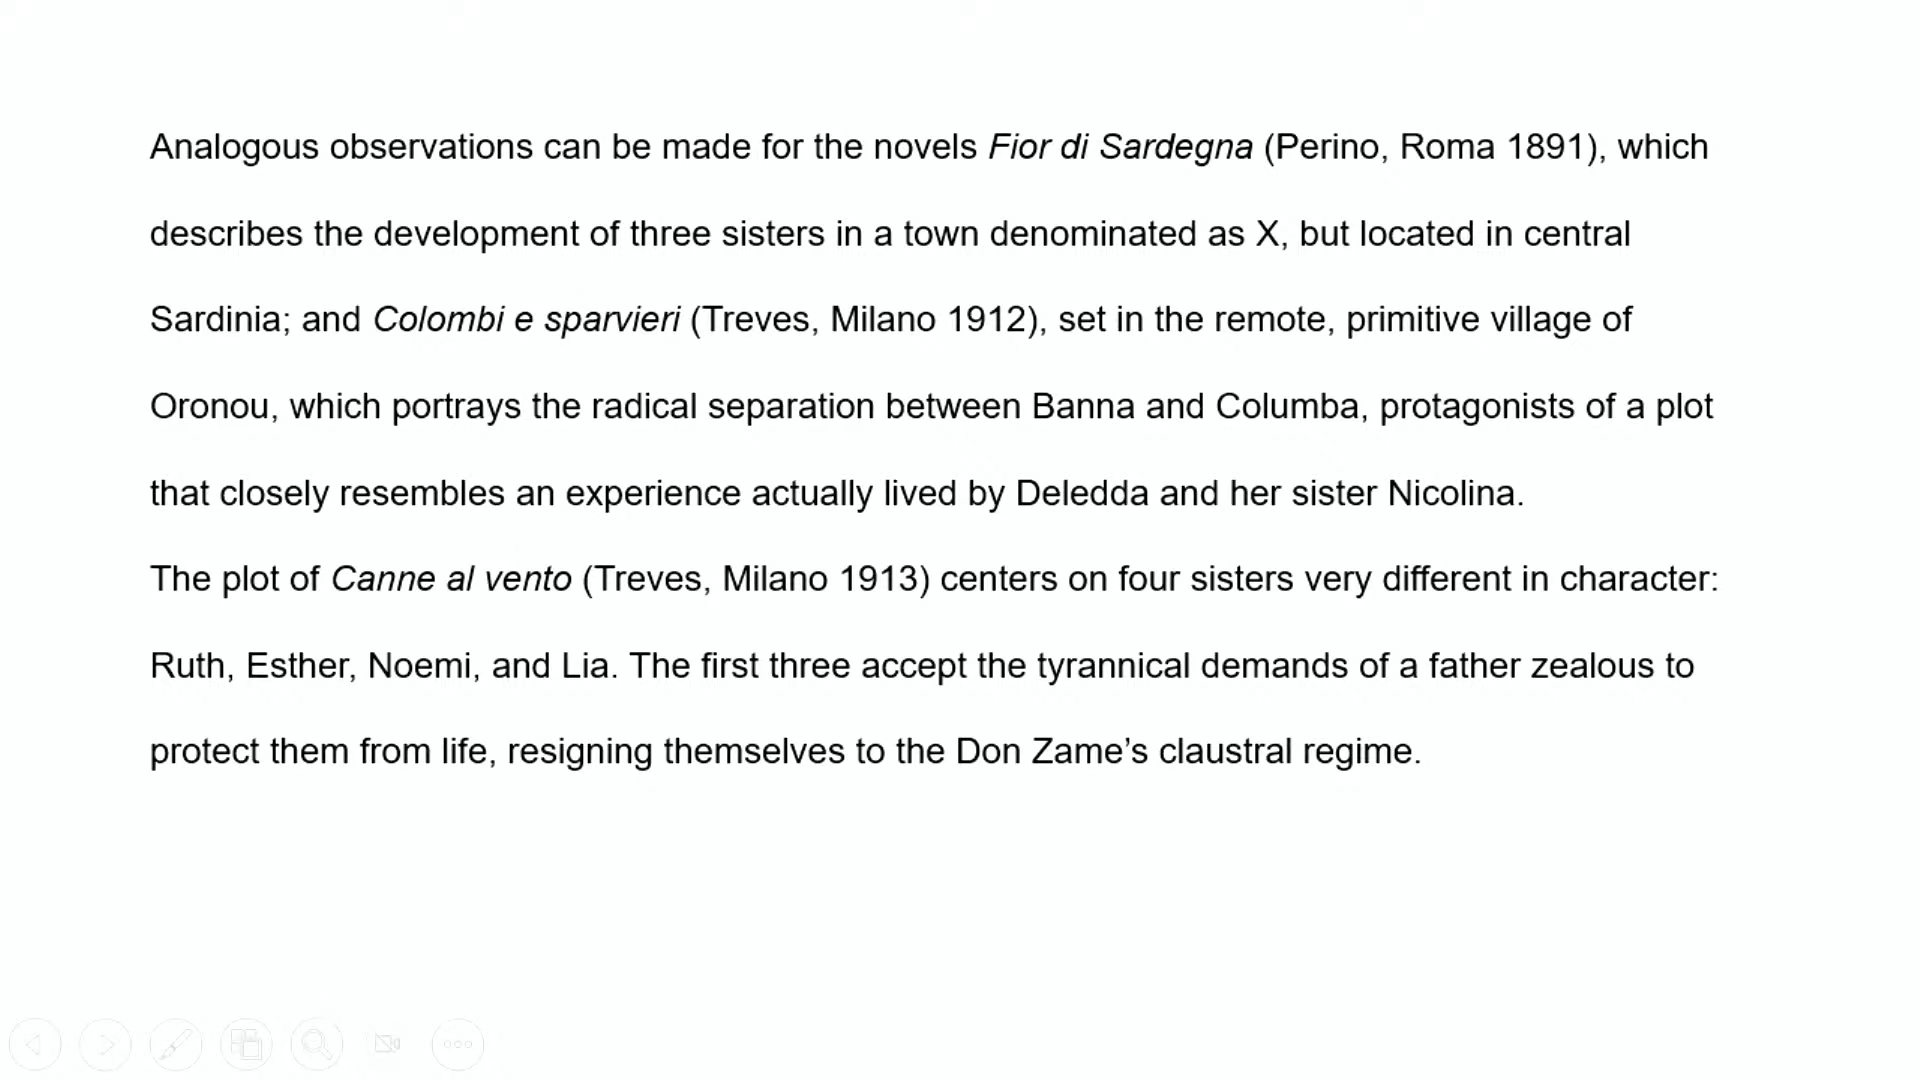 Analogous observations can be made for the novels Fior di Sardegna (Perino, Roma 1891), which
describes the development of three sisters in a town denominated as X, but located in central
Sardinia; and Colombi e sparvieri (Treves, Milano 1912), set in the remote, primitive village of
Oronou, which portrays the radical separation between Banna and Columba, protagonists of a plot
that closely resembles an experience actually lived by Deledda and her sister Nicolina.
The plot of Canne al vento (Treves, Milano 1913) centers on four sisters very different in character:
Ruth, Esther, Noemi, and Lia. The first three accept the tyrannical demands of a father zealous to
protect them from life, resigning themselves to the Don Zame’s claustral regime.